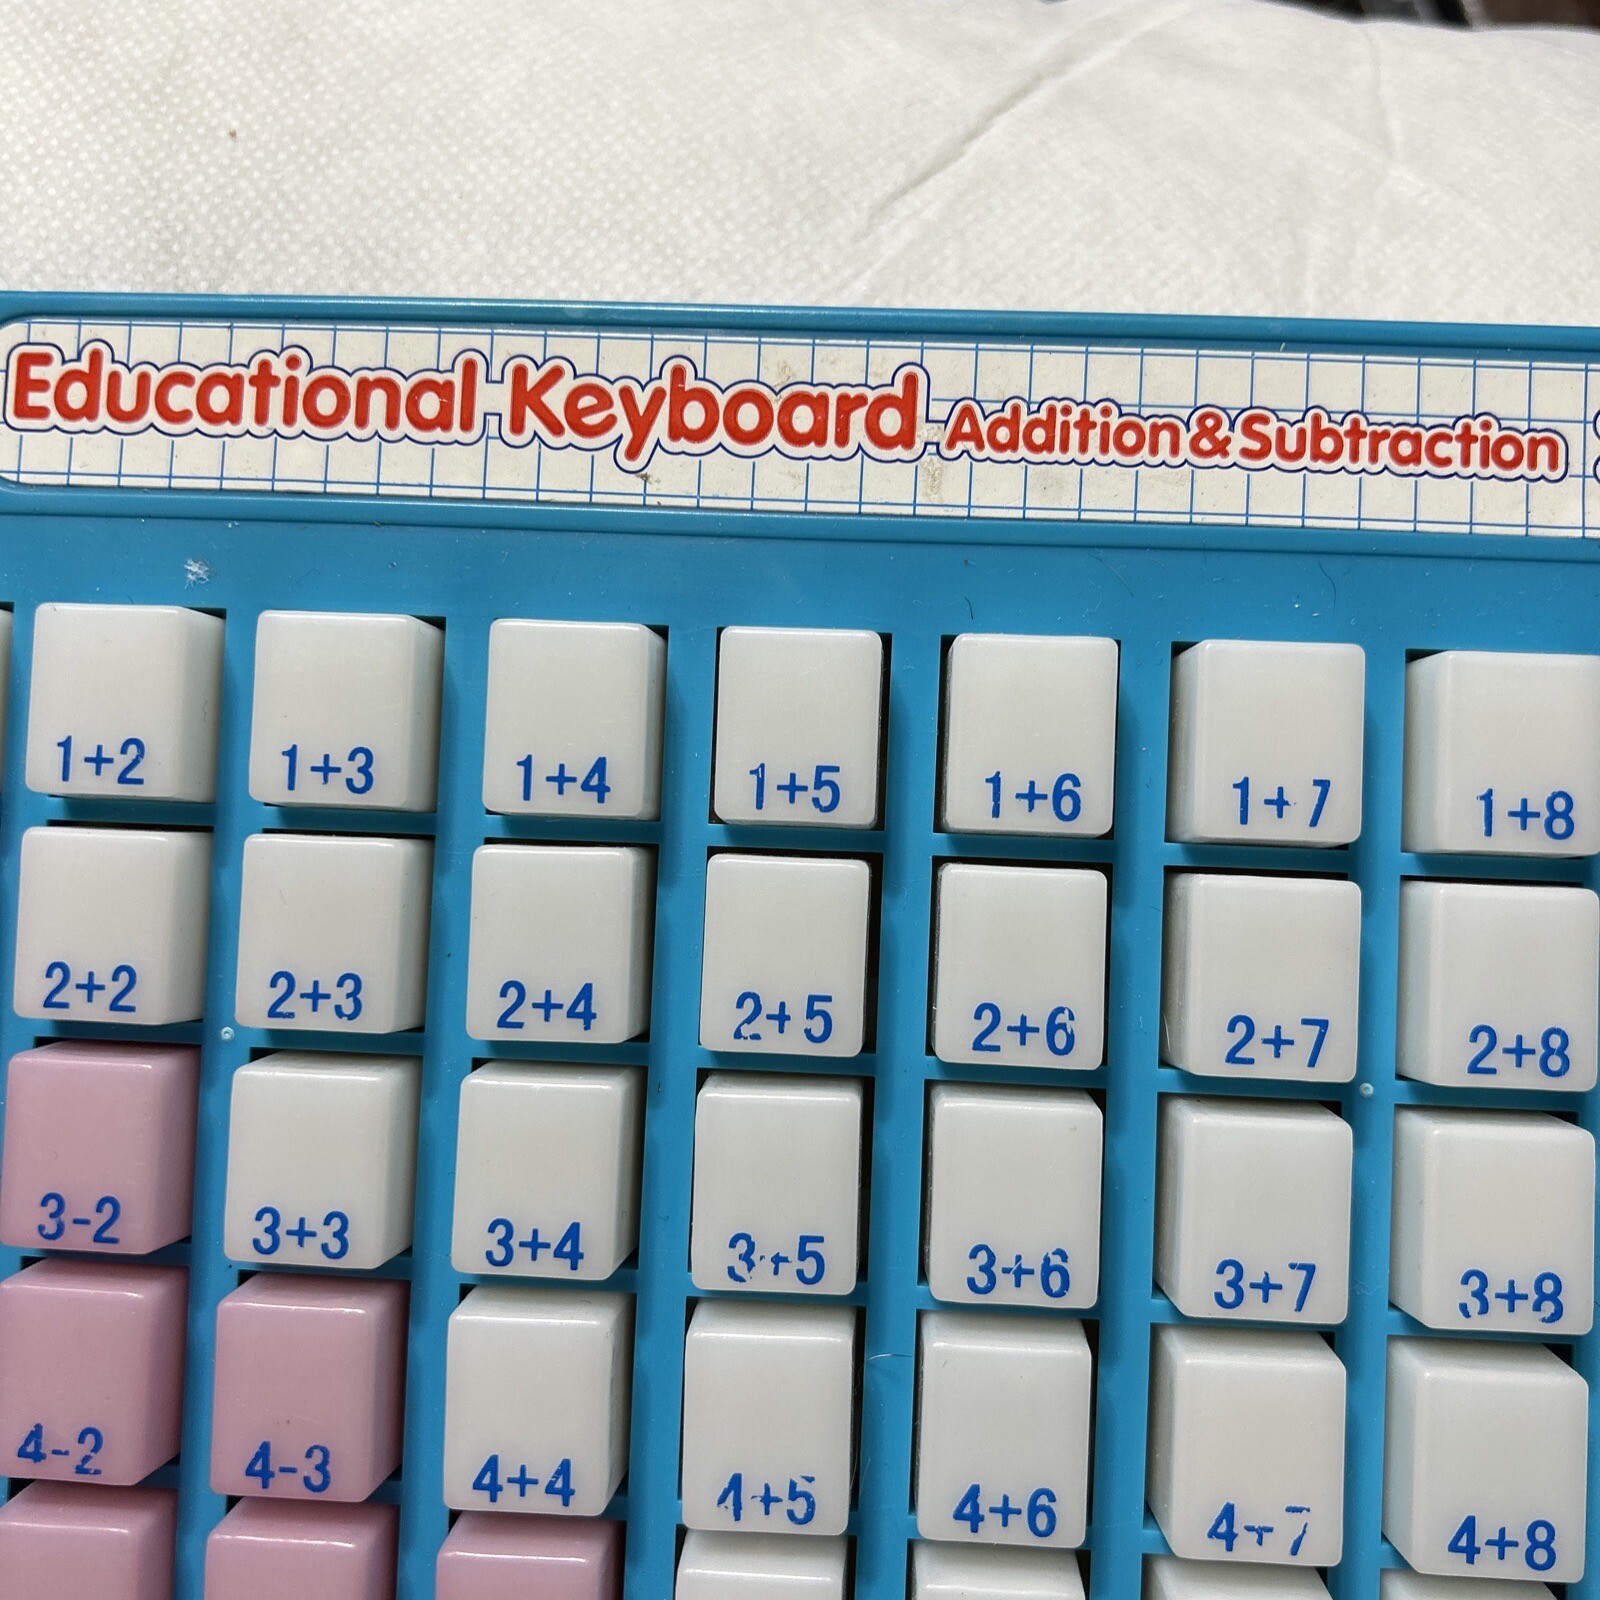 Educational Keyboard Addition & Subtraction
1+2 1+3 1+4 1+5 1+6 1+7 1+8
2+2 2+3 2+4 2+5 2+6 2+7 2+8
3-2 3+3 3+4 3+5 3+6 3+7 3+8
4-2 4-3 4+4 4+5 4+6 4+7 4+8